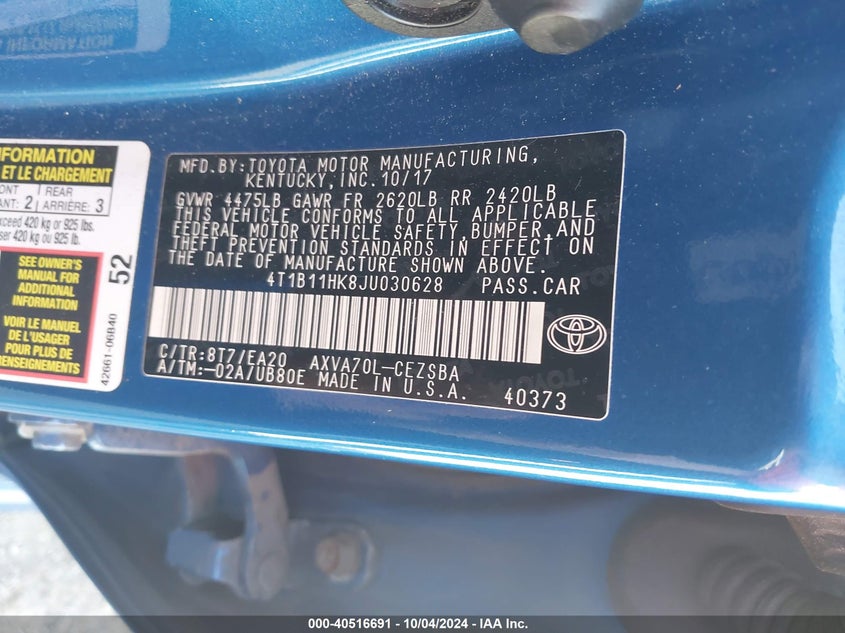 INFORMATION
ET LE CHARGEMENT
2 REAR
ARRIÈRE: 3
exceed 420 kg or 925 lbs.
420 kg ou 925 lb.
SEE OWNER'S
MANUAL FOR
ADDITIONAL
INFORMATION
VOIR LE MANUEL
DE L'USAGER
POUR PLUS DE
RENSEIGNEMENTS
52
42661-06B40
MFD.BY:TOYOTA MOTOR MANUFACTURING,
KENTUCKY,INC.10/17
GVWR 4475LB GAWR FR 2620LB RR 2420LB
THIS VEHICLE CONFORMS TO ALL APPLICABLE
FEDERAL MOTOR VEHICLE SAFETY,BUMPER,AND
THEFT PREVENTION STANDARDS IN EFFECT ON
THE DATE OF MANUFACTURE SHOWN ABOVE.
4T1B11HK8JU030628 PASS.CAR
C/TR:8T7/EA20 AXVA70L-CEZSBA
A/TM:-02A/UB80E MADE IN U.S.A.
40373
TOYOTA
000-40516691 - 10/04/2024 - IAA Inc.